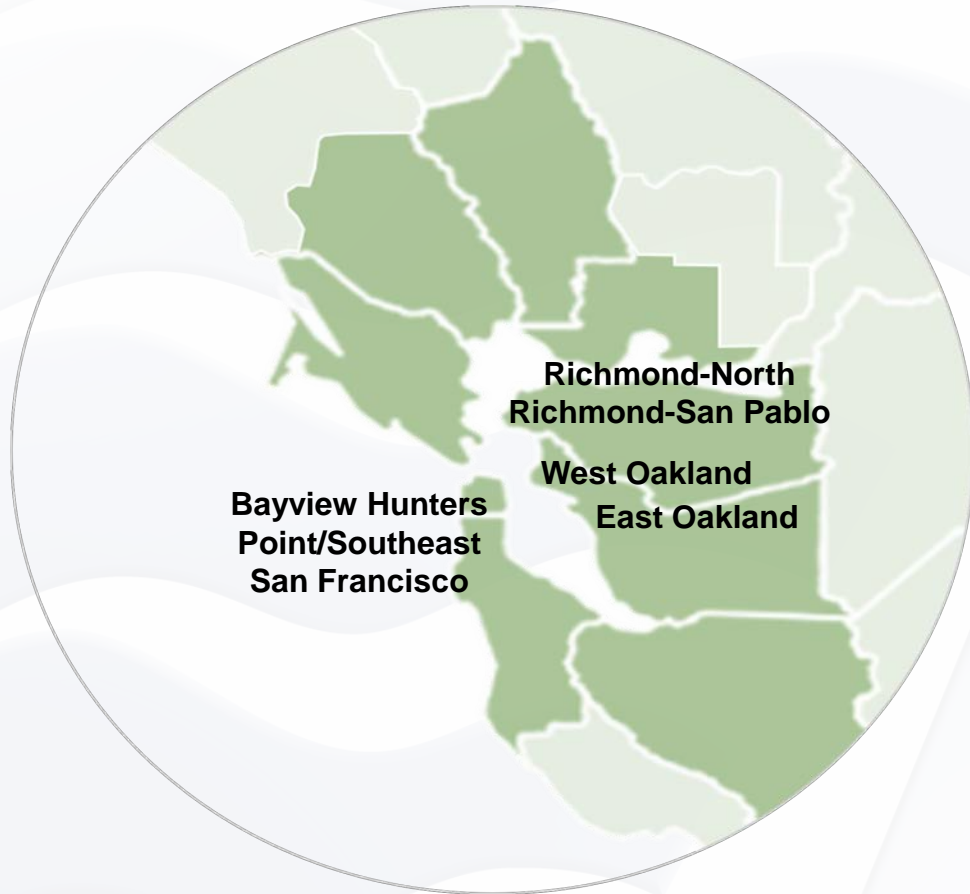 Richmond-North
Richmond-San Pablo
West Oakland
East Oakland
Bayview Hunters
Point/Southeast
San Francisco